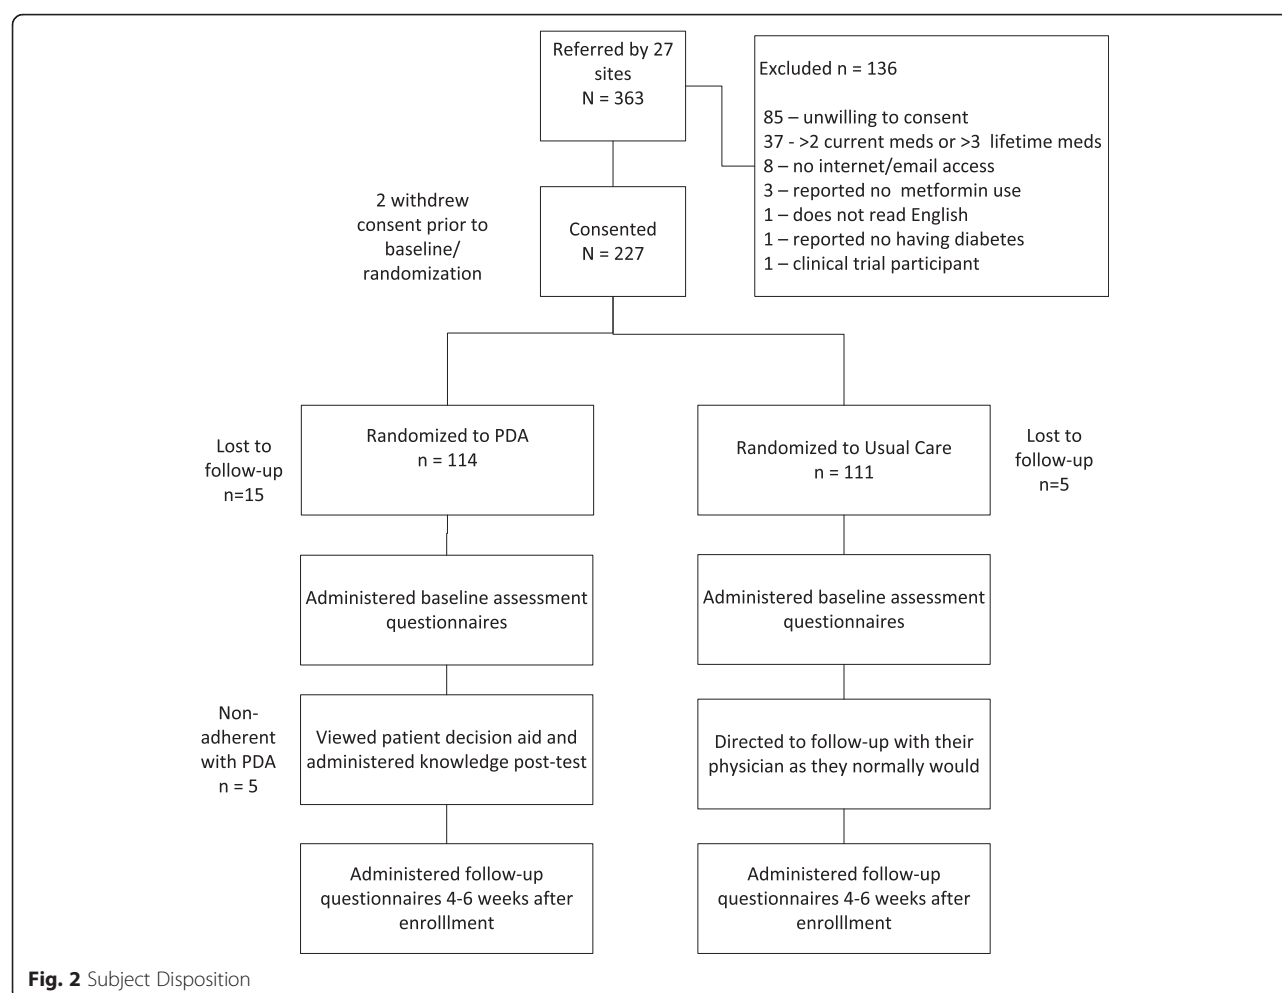 Referred by 27
sites
N = 363
Excluded n = 136
85 – unwilling to consent
37 - >2 current meds or >3 lifetime meds
8 – no internet/email access
3 – reported no metformin use
1 – does not read English
1 – reported no having diabetes
1 – clinical trial participant
2 withdrew
consent prior to
baseline/
randomization
Consented
N = 227
Lost to
follow-up
n=15
Randomized to PDA
n = 114
Randomized to Usual Care
n = 111
Lost to
follow-up
n=5
Administered baseline assessment
questionnaires
Administered baseline assessment
questionnaires
Non-
adherent
with PDA
n = 5
Viewed patient decision aid and
administered knowledge post-test
Directed to follow-up with their
physician as they normally would
Administered follow-up
questionnaires 4-6 weeks after
enrolllment
Administered follow-up
questionnaires 4-6 weeks after
enrolllment
Fig. 2 Subject Disposition